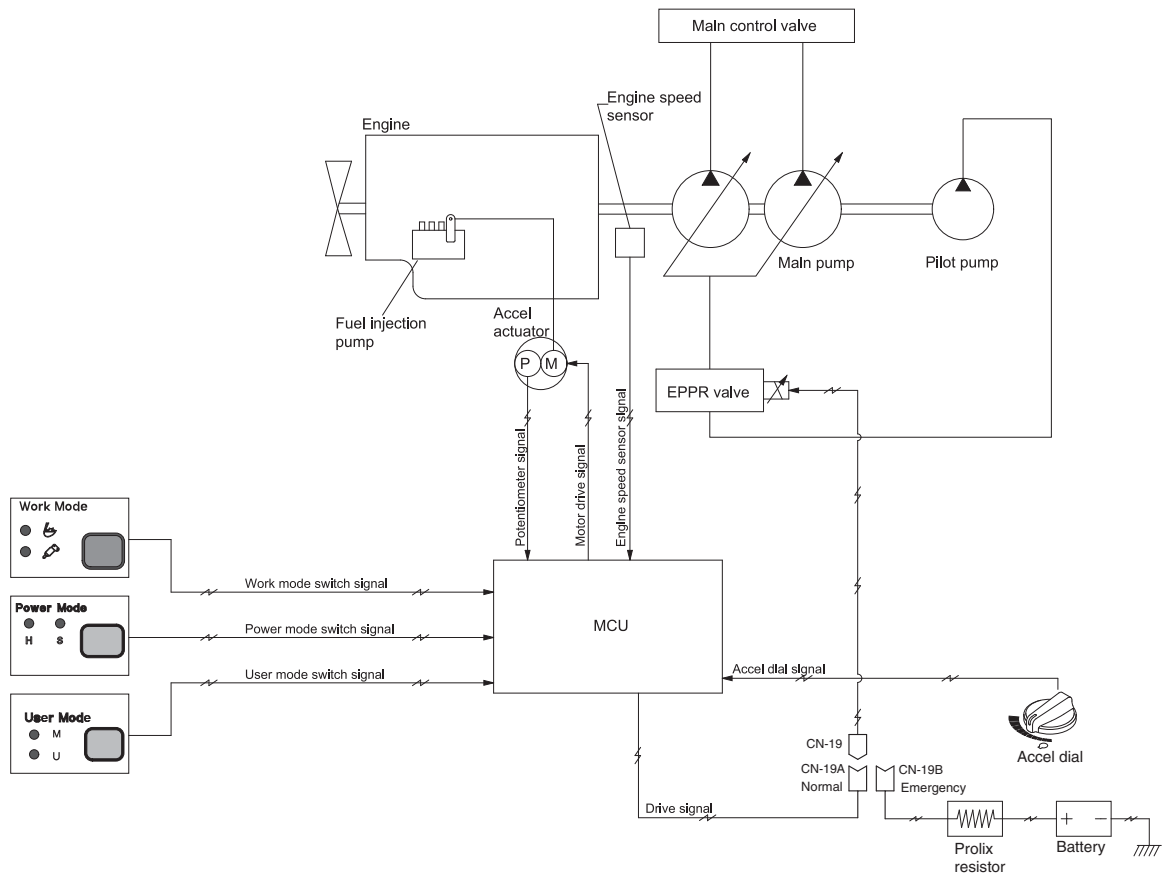 Main control valve
Engine speed
sensor
Engine
Main pump
Pilot pump
Fuel injection
pump
Accel
actuator
P
M
EPPR valve
Potentiometer signal
Motor drive signal
Engine speed sensor signal
Work Mode
Work mode switch signal
Power Mode
H S
Power mode switch signal
MCU
User mode switch signal
Accel dial signal
User Mode
M
U
CN-19
Accel dial
CN-19A
Normal
CN-19B
Emergency
Drive signal
+ -
Prolix
resistor
Battery